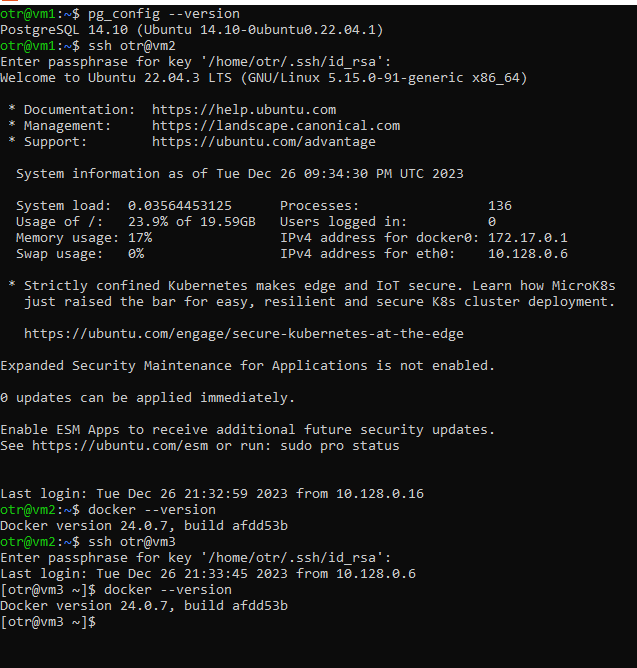 otr@vm1:~$ pg_config --version
PostgreSQL 14.10 (Ubuntu 14.10-0ubuntu0.22.04.1)
otr@vm1:~$ ssh otr@vm2
Enter passphrase for key '/home/otr/.ssh/id_rsa':
Welcome to Ubuntu 22.04.3 LTS (GNU/Linux 5.15.0-91-generic x86_64)

 * Documentation:  https://help.ubuntu.com
 * Management:     https://landscape.canonical.com
 * Support:        https://ubuntu.com/advantage

  System information as of Tue Dec 26 09:34:30 PM UTC 2023

  System load:  0.03564453125      Processes:                136
  Usage of /:   23.9% of 19.59GB   Users logged in:          0
  Memory usage: 17%                IPv4 address for docker0: 172.17.0.1
  Swap usage:   0%                 IPv4 address for eth0:    10.128.0.6

 * Strictly confined Kubernetes makes edge and IoT secure. Learn how MicroK8s
   just raised the bar for easy, resilient and secure K8s cluster deployment.

   https://ubuntu.com/engage/secure-kubernetes-at-the-edge

Expanded Security Maintenance for Applications is not enabled.

0 updates can be applied immediately.

Enable ESM Apps to receive additional future security updates.
See https://ubuntu.com/esm or run: sudo pro status


Last login: Tue Dec 26 21:32:59 2023 from 10.128.0.16
otr@vm2:~$ docker --version
Docker version 24.0.7, build afdd53b
otr@vm2:~$ ssh otr@vm3
Enter passphrase for key '/home/otr/.ssh/id_rsa':
Last login: Tue Dec 26 21:33:45 2023 from 10.128.0.6
[otr@vm3 ~]$ docker --version
Docker version 24.0.7, build afdd53b
[otr@vm3 ~]$